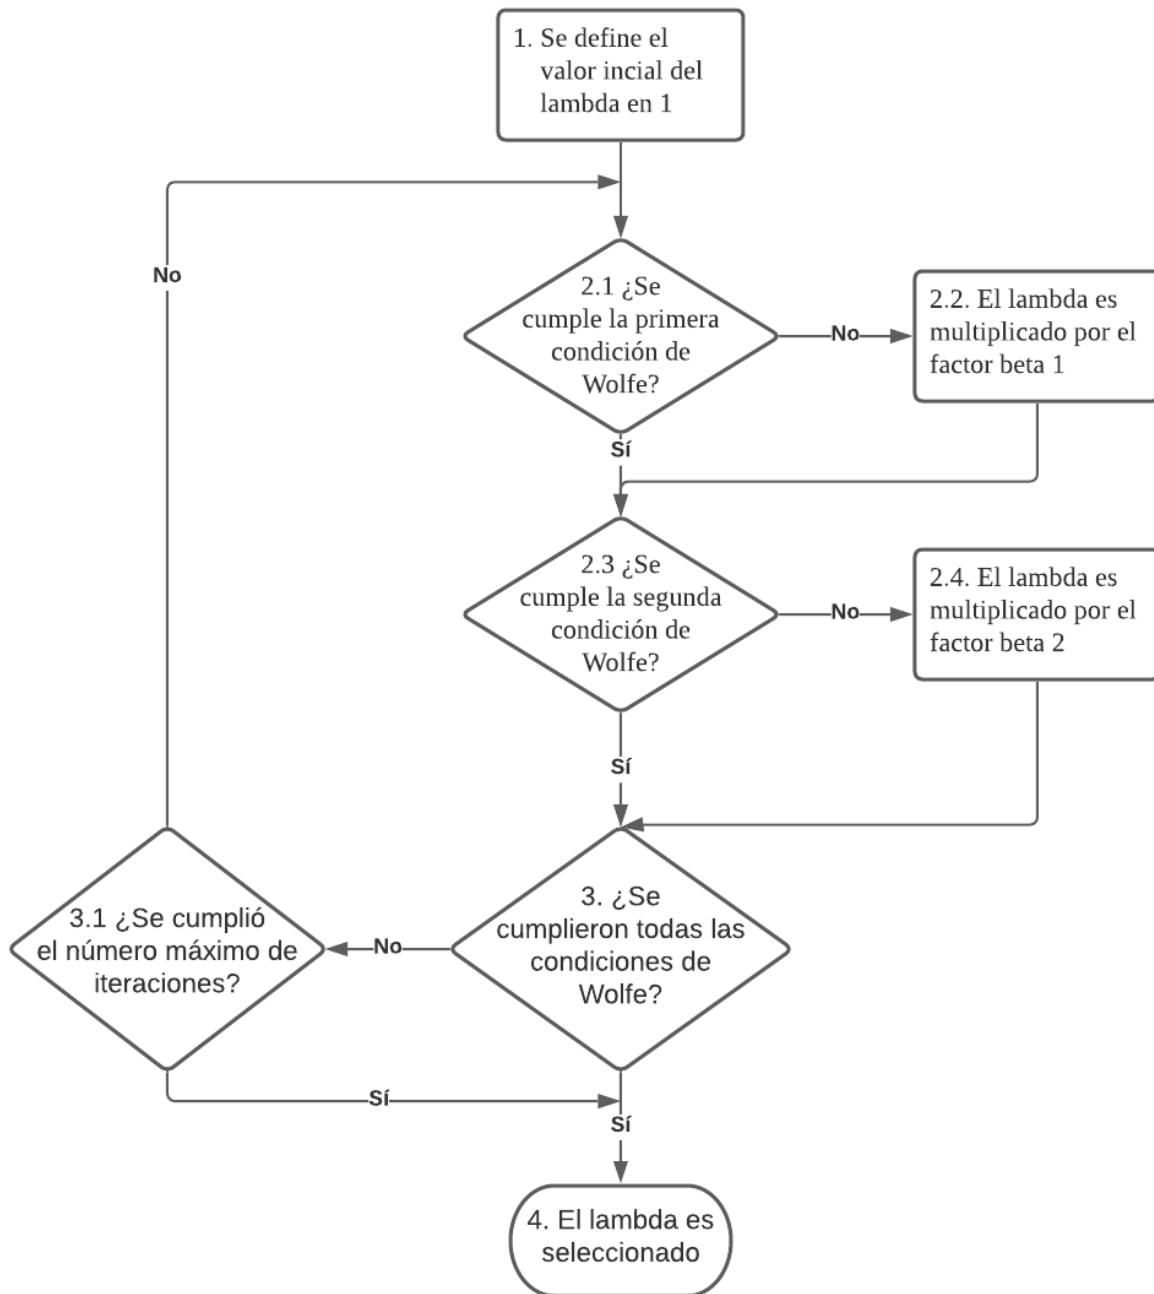 1. Se define el
valor incial del
lambda en 1
No
2.1 ¿Se
cumple la primera
condición de
Wolfe?
No
2.2. El lambda es
multiplicado por el
factor beta 1
Sí
2.3 ¿Se
cumple la segunda
condición de
Wolfe?
No
2.4. El lambda es
multiplicado por el
factor beta 2
Sí
3. ¿Se
cumplieron todas las
condiciones de
Wolfe?
No
3.1 ¿Se cumplió
el número máximo de
iteraciones?
Sí
Sí
4. El lambda es
seleccionado